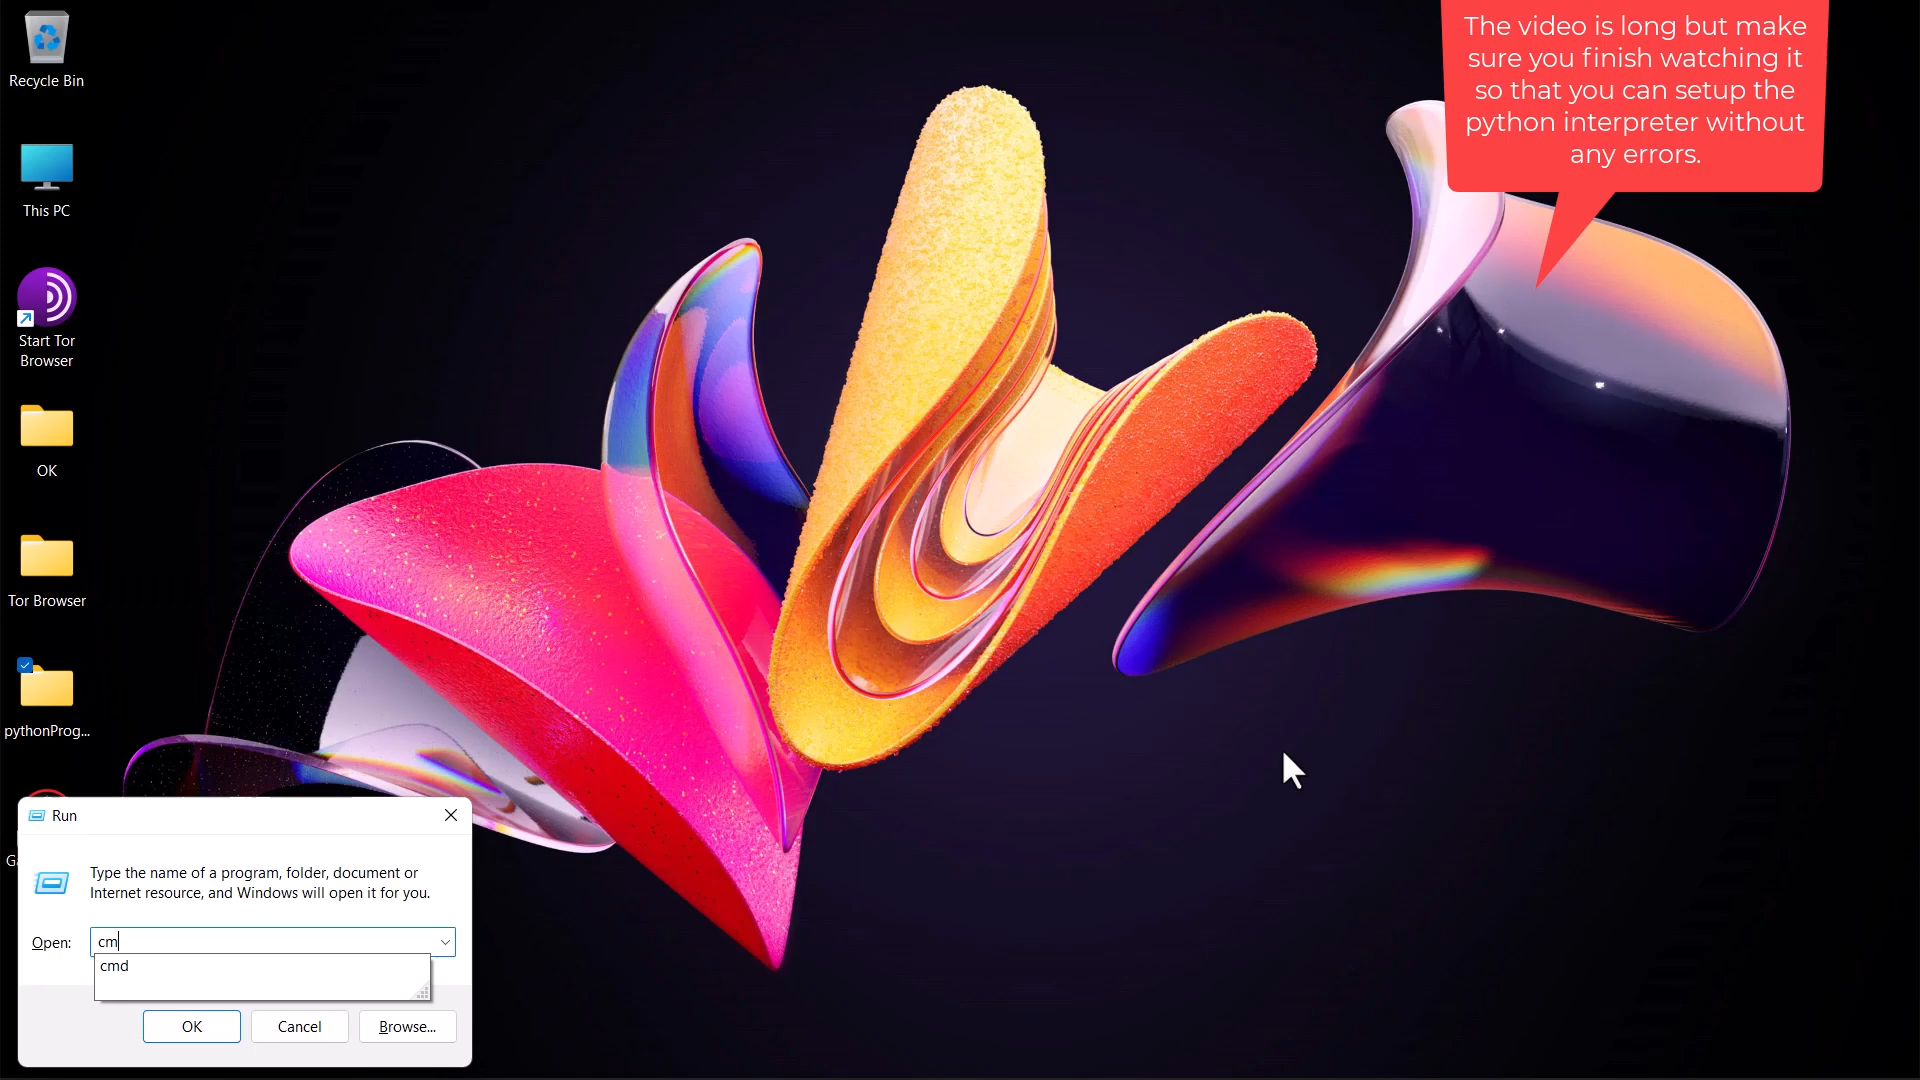 Recycle Bin
The video is long but make
sure you finish watching it
so that you can setup the
python interpreter without
any errors.
This PC
Start Tor
Browser
OK
Tor Browser
pythonProg...
Run
Type the name of a program, folder, document or
Internet resource, and Windows will open it for you.
Open:
cm
cmd
OK
Cancel
Browse...